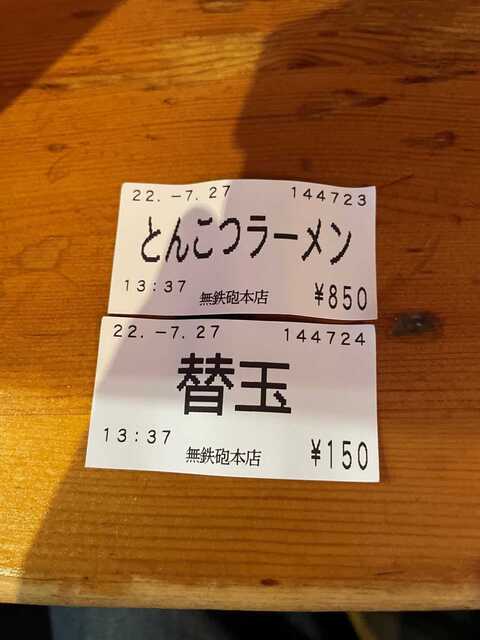 22.-7.27 144723
とんこつラーメン
13:37 無鉄砲本店 ¥850
22.-7.27 144724
替玉
13:37 無鉄砲本店 ¥150